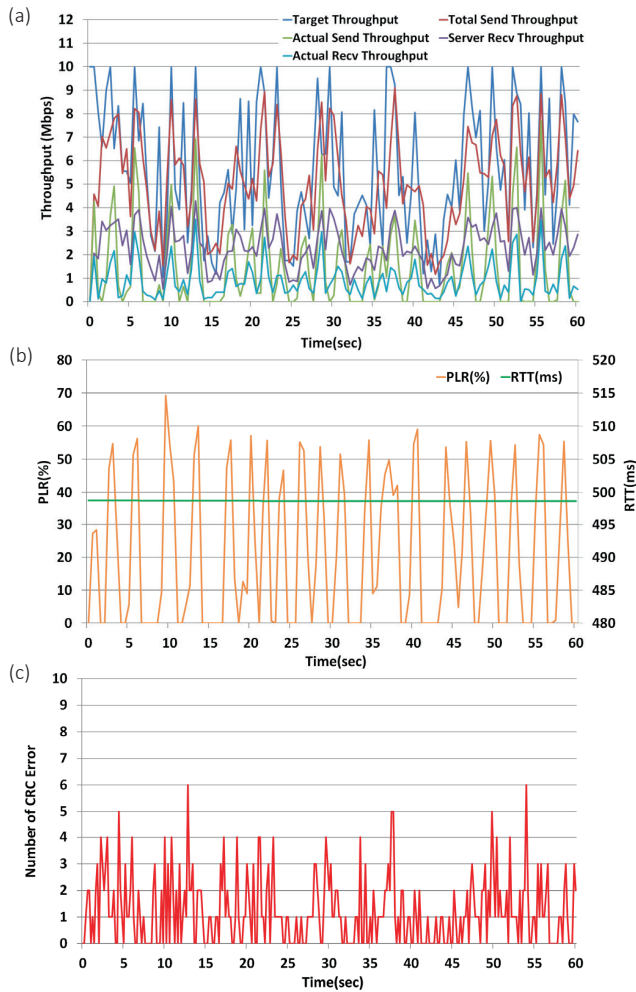 (a)
Target Throughput
Total Send Throughput
Actual Send Throughput
Server Recv Throughput
Actual Recv Throughput
Throughput (Mbps)
12
11
10
9
8
7
6
5
4
3
2
1
0
0 5 10 15 20 25 30 35 40 45 50 55 60
Time(sec)
(b)
PLR(%)
RTT(ms)
PLR(%)
80
70
60
50
40
30
20
10
0
520
515
510
505
500
495
490
485
480
RTT(ms)
0 5 10 15 20 25 30 35 40 45 50 55 60
Time(sec)
(c)
Number of CRC Error
10
9
8
7
6
5
4
3
2
1
0
0 5 10 15 20 25 30 35 40 45 50 55 60
Time(sec)